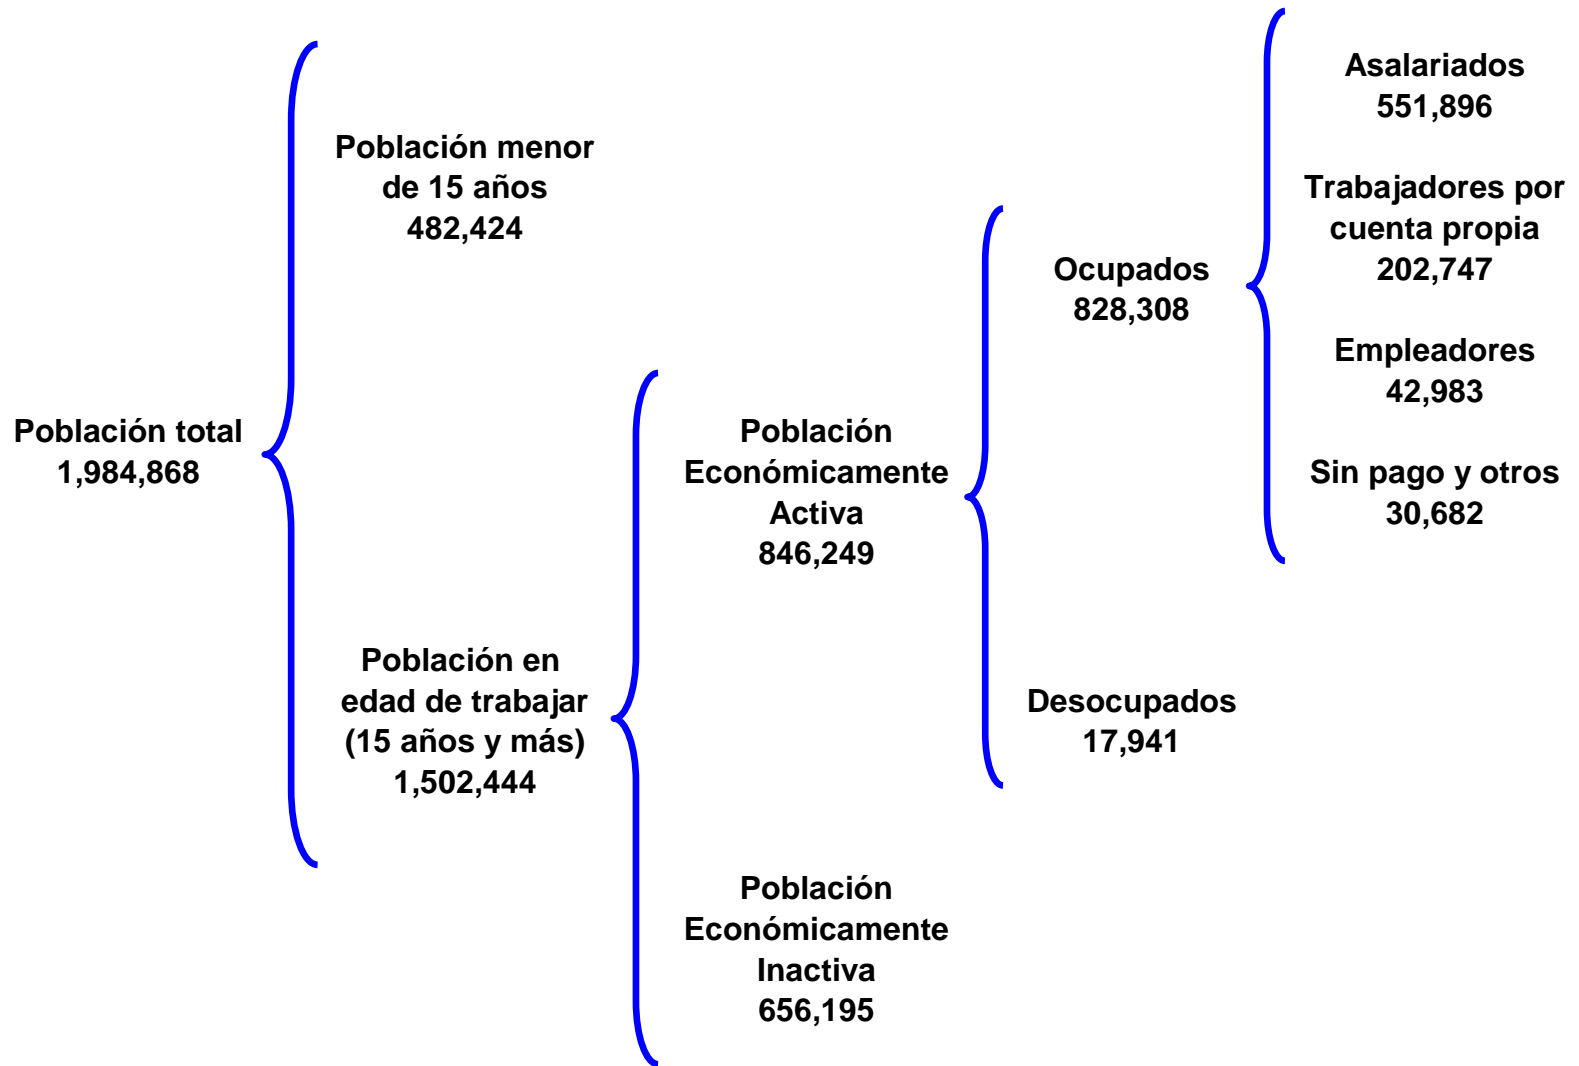 Población total
1,984,868
Población menor
de 15 años
482,424
Población en
edad de trabajar
(15 años y más)
1,502,444
Población
Económicamente
Activa
846,249
Población
Económicamente
Inactiva
656,195
Ocupados
828,308
Desocupados
17,941
Asalariados
551,896
Trabajadores por
cuenta propia
202,747
Empleadores
42,983
Sin pago y otros
30,682